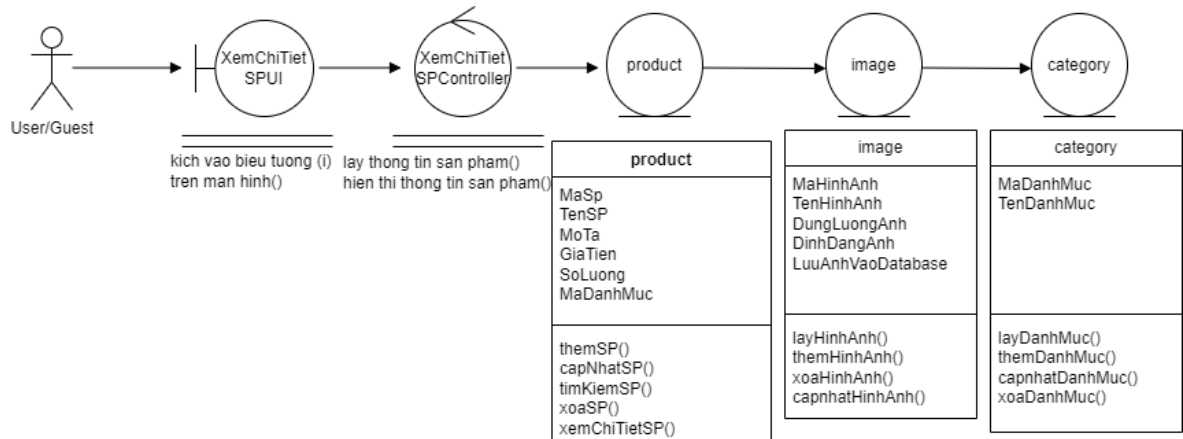 User/Guest
XemChiTiet
SPUI
XemChiTiet
SPController
product
image
category
kich vao bieu tuong (i)
tren man hinh()
lay thong tin san pham()
hien thi thong tin san pham()
product
MaSp
TenSP
MoTa
GiaTien
SoLuong
MaDanhMuc
themSP()
capNhatSP()
timKiemSP()
xoaSP()
xemChiTietSP()
image
MaHinhAnh
TenHinhAnh
DungLuongAnh
DinhDangAnh
LuuAnhVaoDatabase
layHinhAnh()
themHinhAnh()
xoaHinhAnh()
capnhatHinhAnh()
category
MaDanhMuc
TenDanhMuc
layDanhMuc()
themDanhMuc()
capnhatDanhMuc()
xoaDanhMuc()